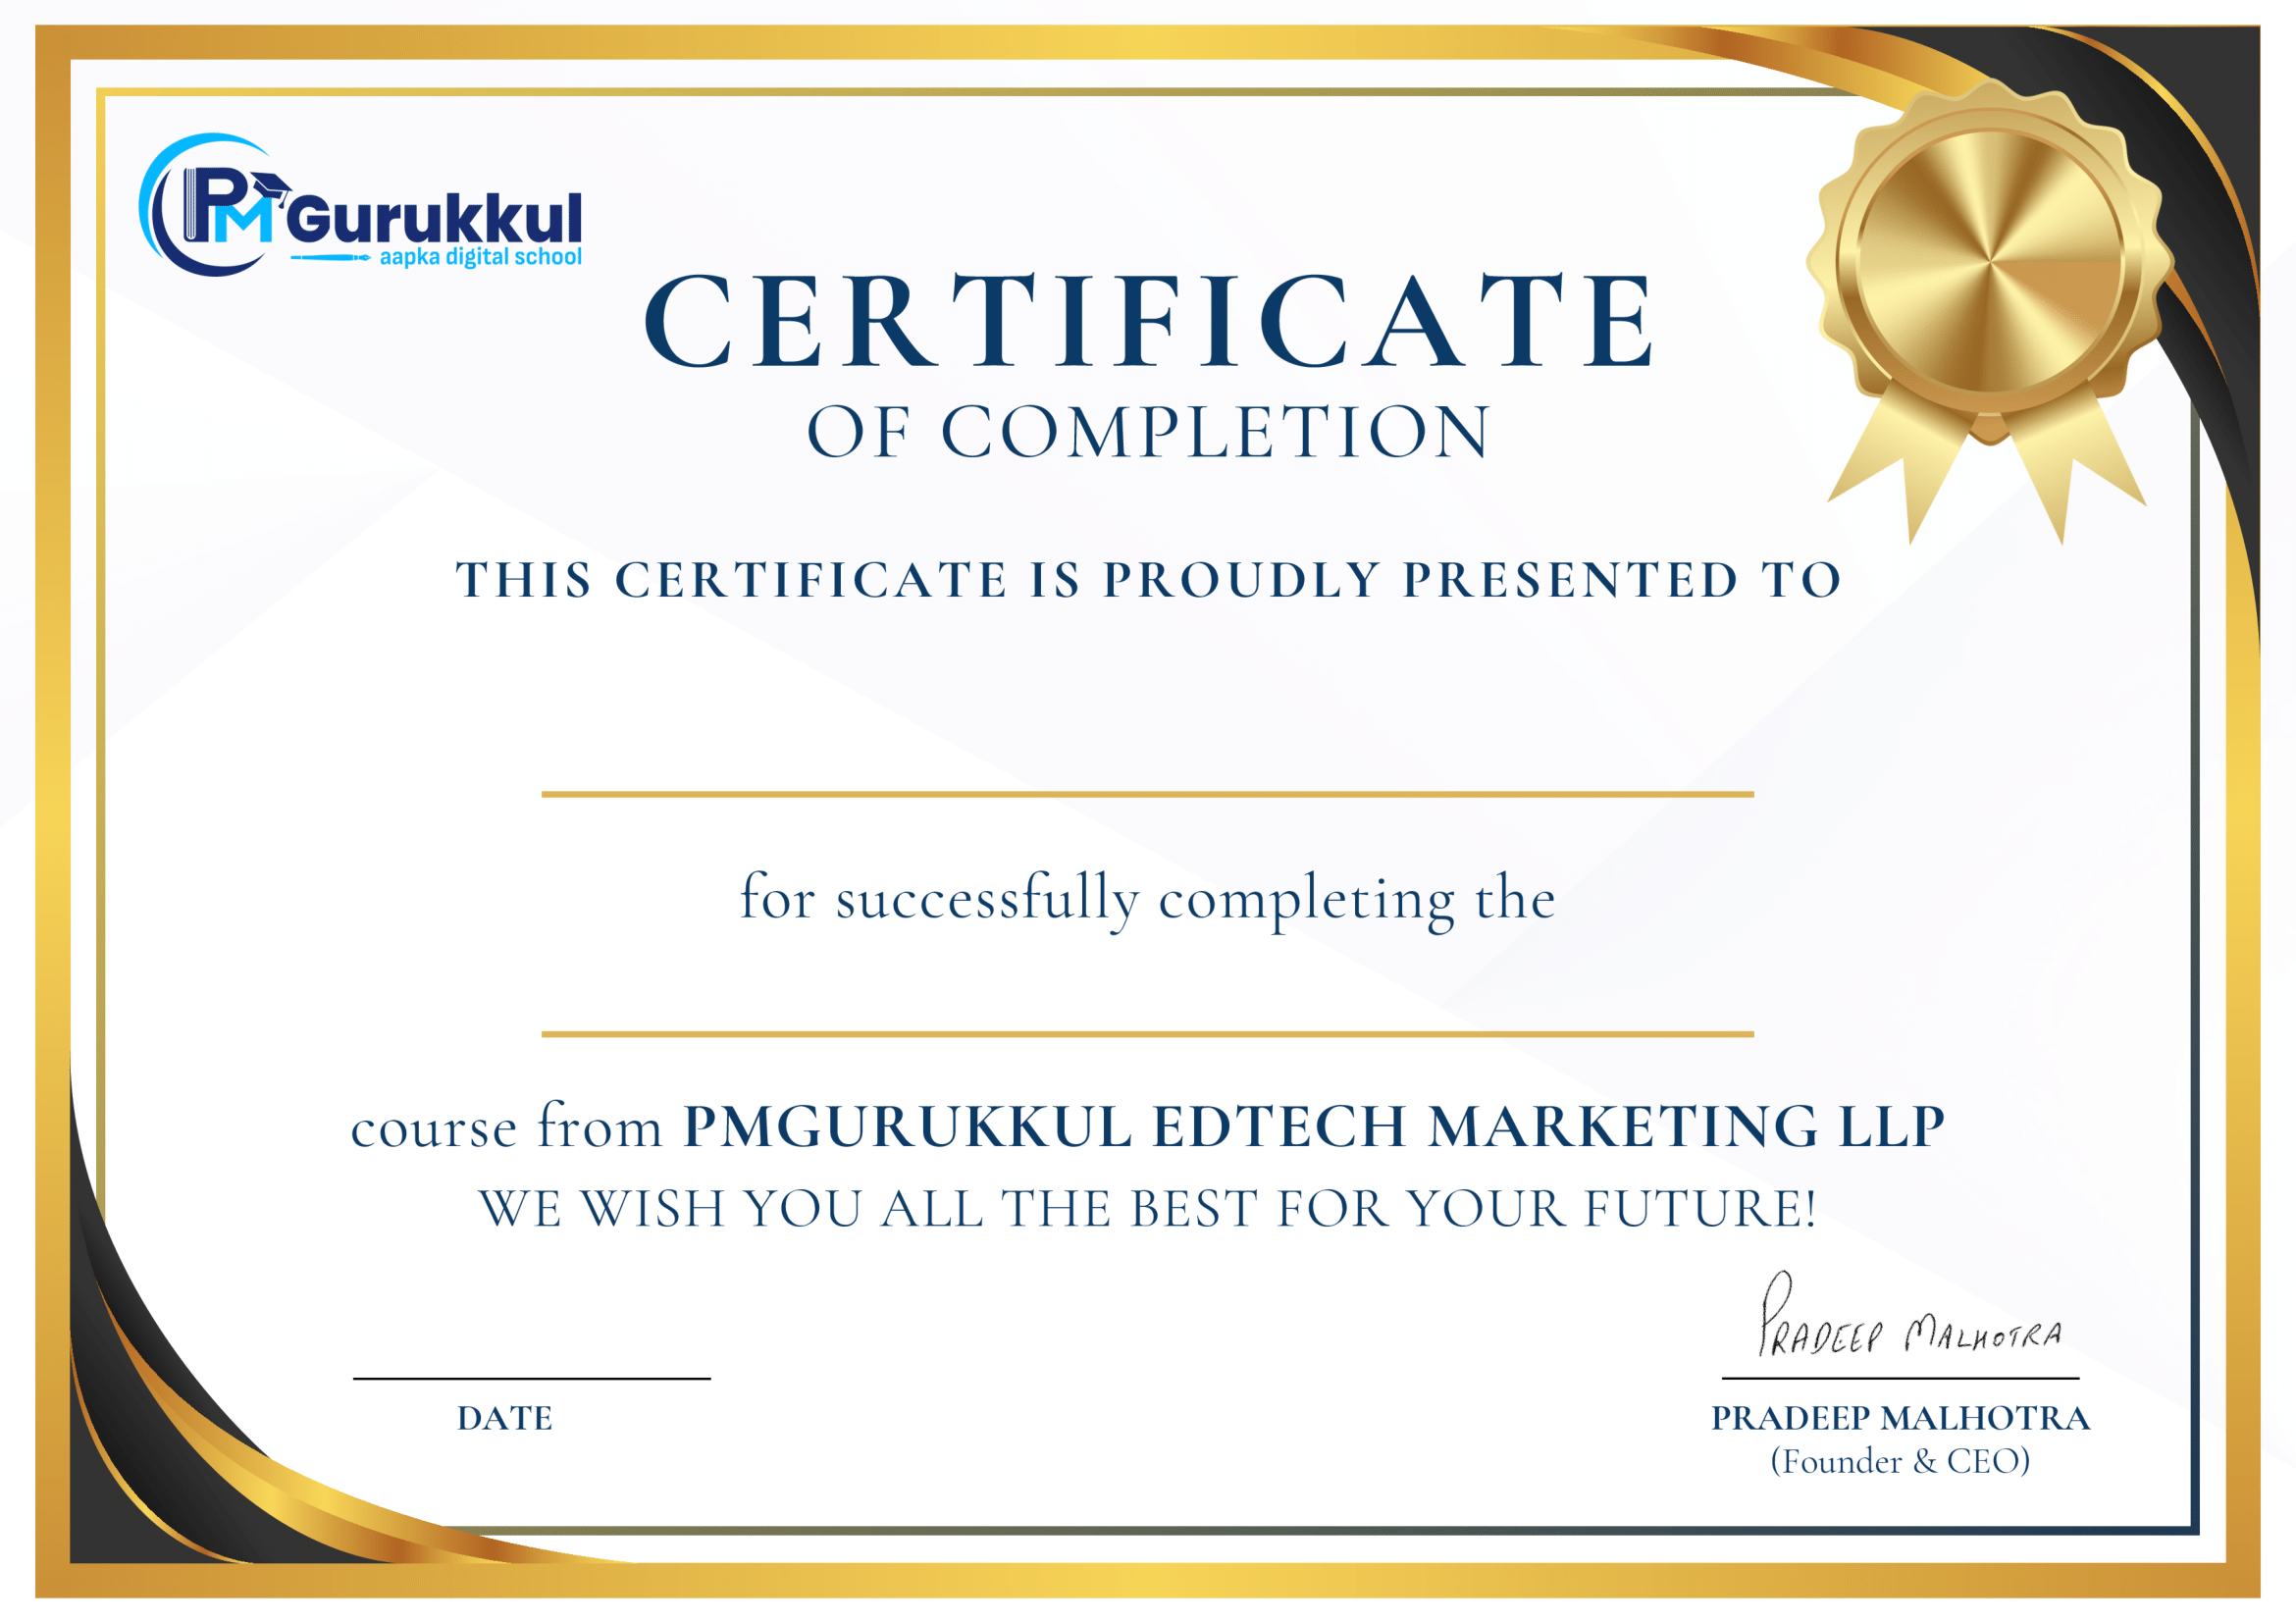 PM Gurukkul
aapka digital school
CERTIFICATE
OF COMPLETION
THIS CERTIFICATE IS PROUDLY PRESENTED TO
for successfully completing the
course from PMGURUKKUL EDTECH MARKETING LLP
WE WISH YOU ALL THE BEST FOR YOUR FUTURE!
PRADEEP MALHOTRA
DATE
PRADEEP MALHOTRA
(Founder & CEO)